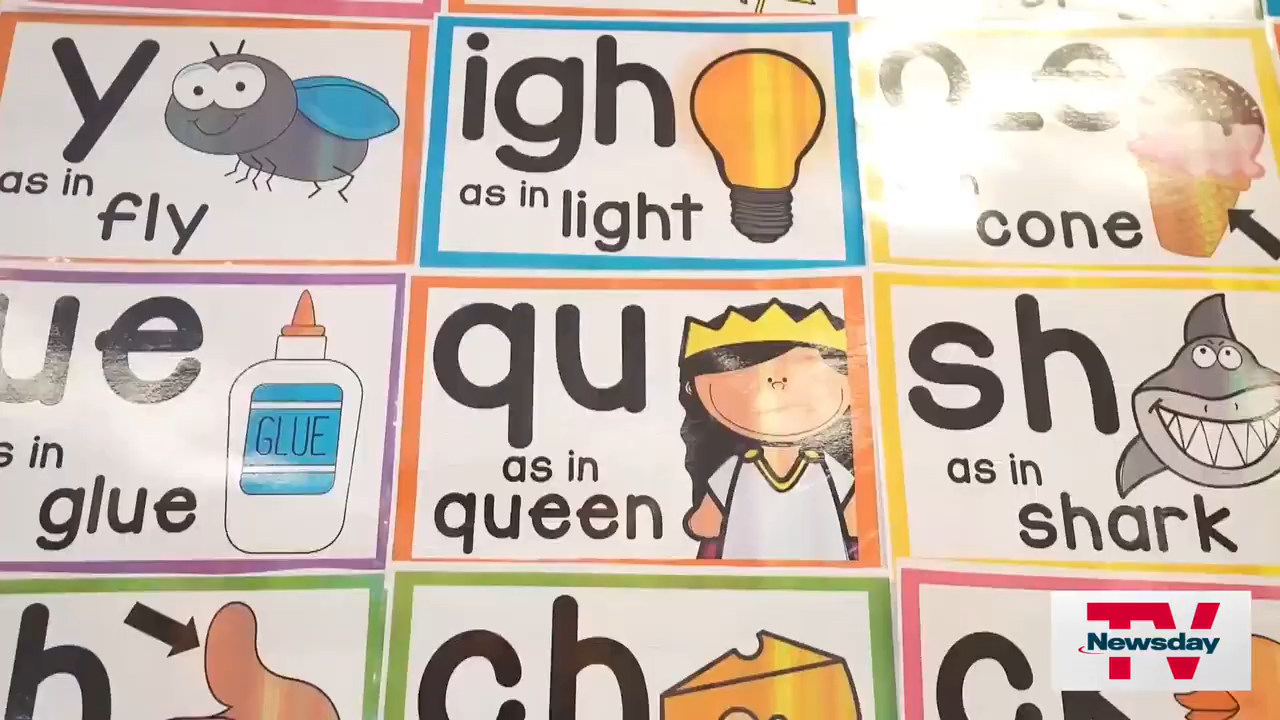 y
as in
fly
igh
as in
light
o_e
cone
ue
s in
glue
GLUE
qu
as in
queen
sh
as in
shark
h
ch
c
TV
Newsday